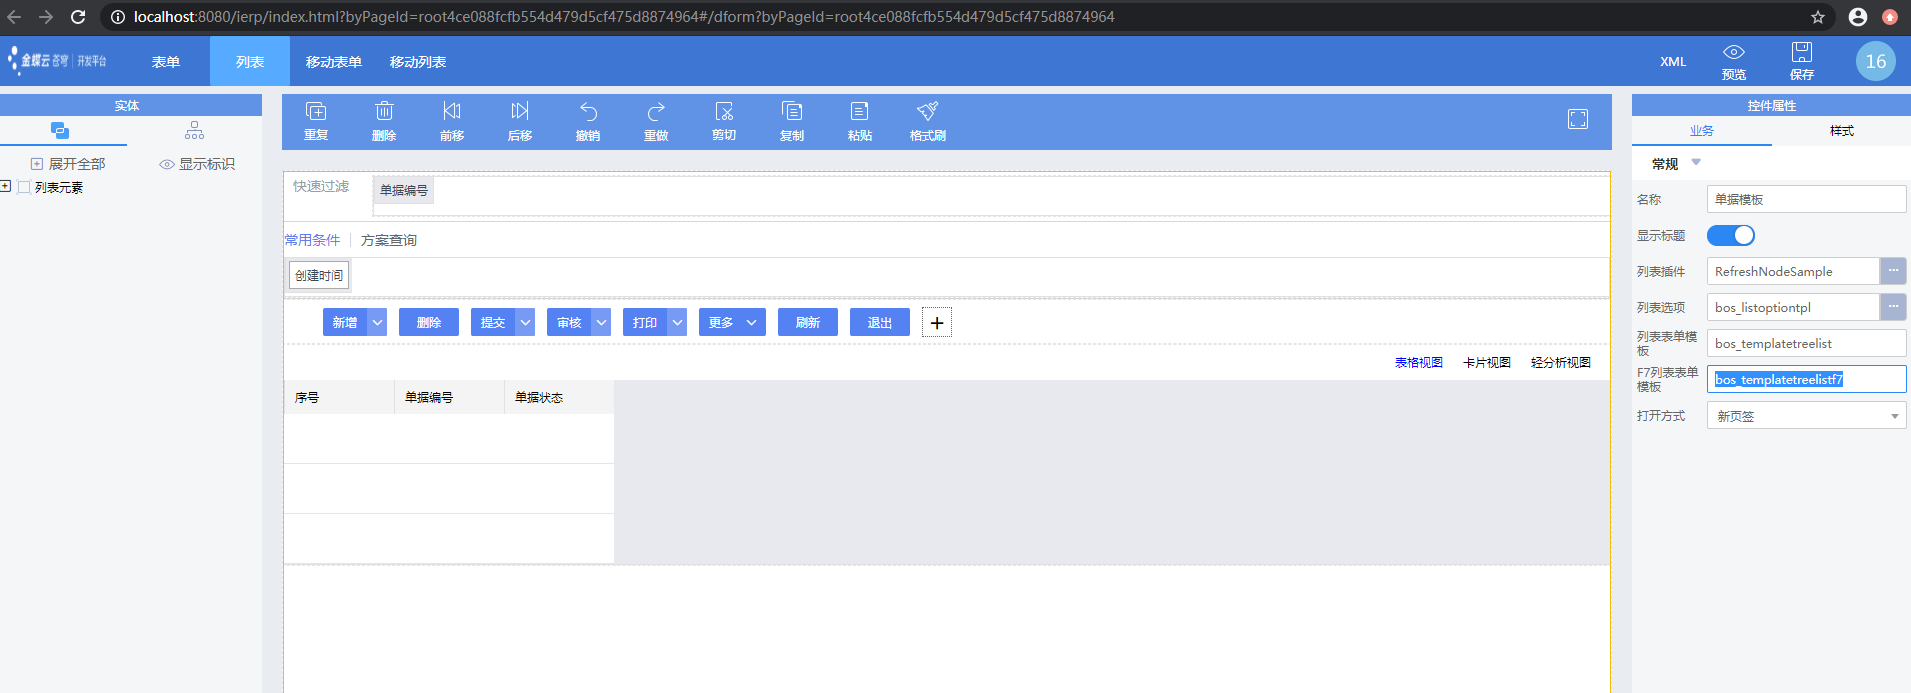 localhost:8080/ierp/index.html?byPageId=root4ce088fcfb554d479d5cf475d8874964#/dform?byPageId=root4ce088fcfb554d479d5cf475d8874964
金蝶云 苍穹 | 开发平台
表单 列表 移动表单 移动列表 XML 预览 保存 16
实体
展开全部 显示标识
列表元素
重复 删除 前移 后移 撤销 重做 剪切 复制 粘贴 格式刷
快速过滤 单据编号
常用条件 方案查询
创建时间
新增 删除 提交 审核 打印 更多 刷新 退出 +
表格视图 卡片视图 轻分析视图
序号 单据编号 单据状态
控件属性
业务 样式
常规
名称 单据模板
显示标题
列表插件 RefreshNodeSample ...
列表选项 bos_listoptiontpl ...
列表表单模板 bos_templatetreelist
F7列表表单模板 bos_templatetreelistf7
打开方式 新页签